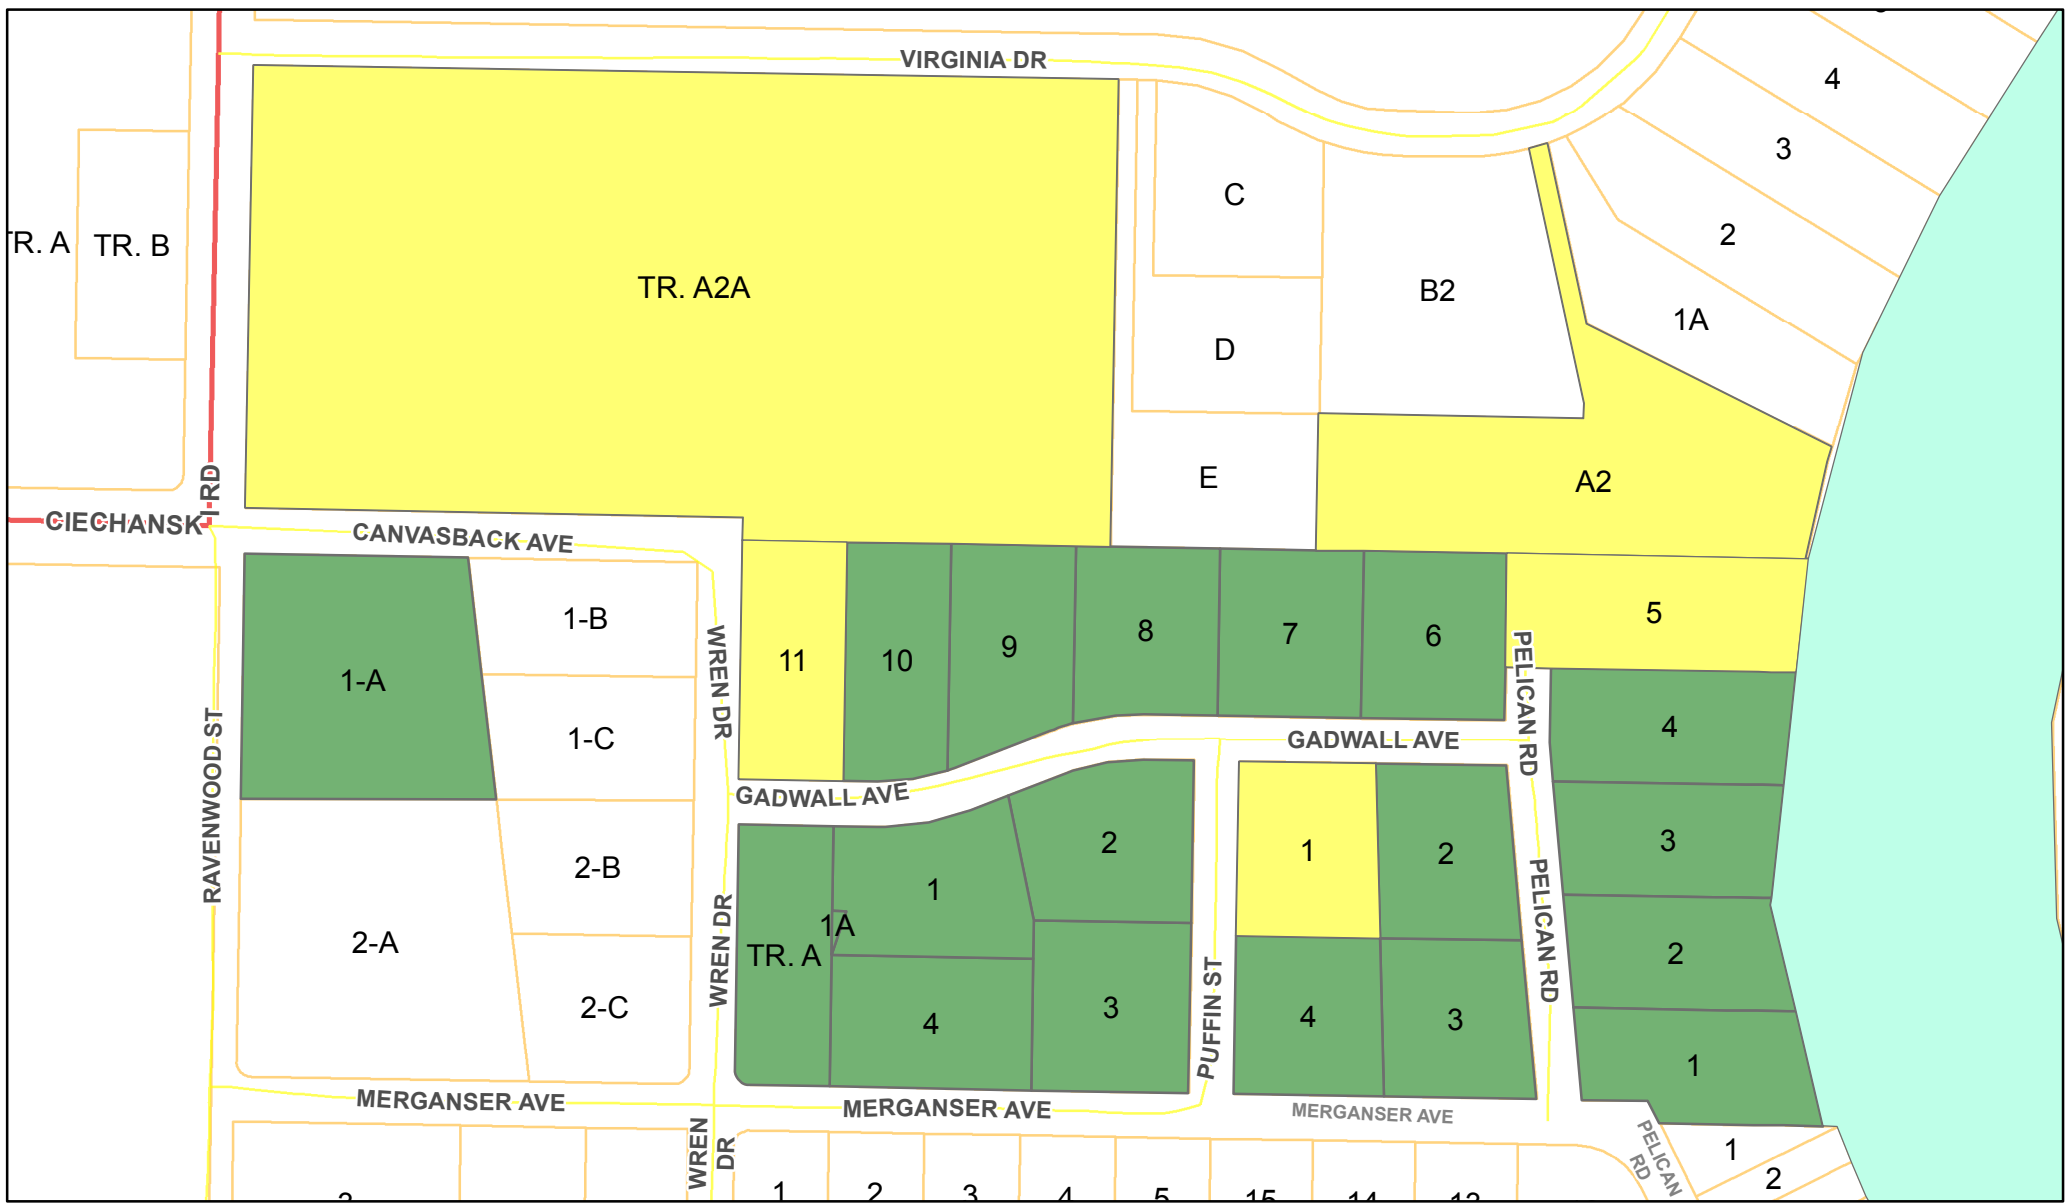 VIRGINIA DR
4
3
C
2
TR. A
TR. B
TR. A2A
B2
1A
D
E
A2
CIECHANSKI RD
CANVASBACK AVE
1-B
5
1-A
WREN DR
11
10
9
8
7
6
PELICAN RD
1-C
4
RAVENWOOD ST
GADWALL AVE
GADWALL AVE
2-B
2
1
2
3
1
1A
TR. A
2-A
WREN DR
PELICAN RD
2
2-C
4
3
PUFFIN ST
4
3
1
MERGANSER AVE
MERGANSER AVE
MERGANSER AVE
WREN DR
PELICAN RD
1
2
1
2
3
4
5
15
14